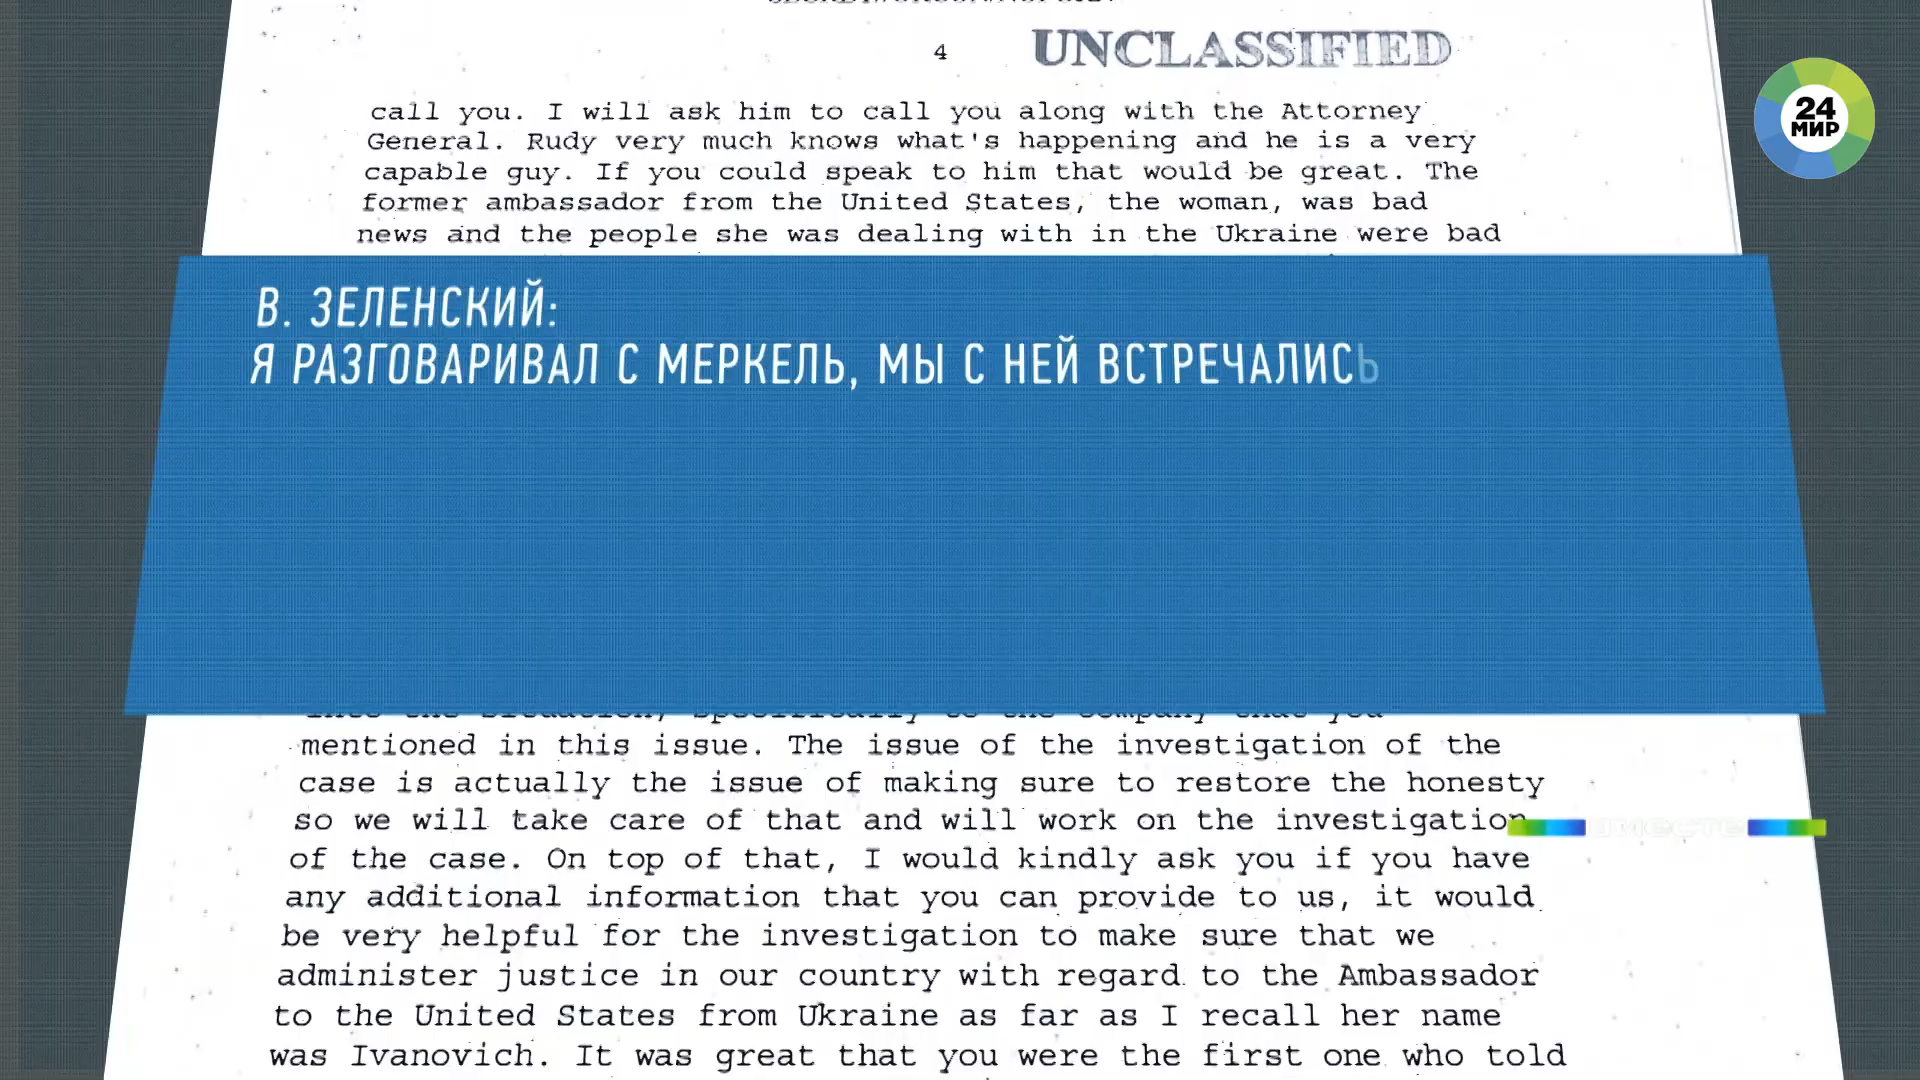 4
UNCLASSIFIED
call you. I will ask him to call you along with the Attorney
General. Rudy very much knows what's happening and he is a very
capable guy. If you could speak to him that would be great. The
former ambassador from the United States, the woman, was bad
news and the people she was dealing with in the Ukraine were bad
24
МИР
В. ЗЕЛЕНСКИЙ:
Я РАЗГОВАРИВАЛ С МЕРКЕЛЬ, МЫ С НЕЙ ВСТРЕЧАЛИСЬ
into the situation, specifically to the company that you
mentioned in this issue. The issue of the investigation of the
case is actually the issue of making sure to restore the honesty
so we will take care of that and will work on the investigation
of the case. On top of that, I would kindly ask you if you have
any additional information that you can provide to us, it would
be very helpful for the investigation to make sure that we
administer justice in our country with regard to the Ambassador
to the United States from Ukraine as far as I recall her name
was Ivanovich. It was great that you were the first one who told